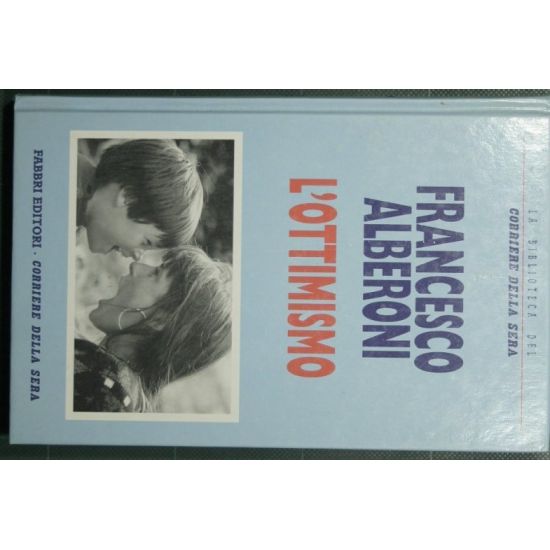 LA BIBLIOTECA DEL
CORRIERE DELLA SERA
FRANCESCO
ALBERONI
L'OTTIMISMO
FABBRI EDITORI · CORRIERE DELLA SERA